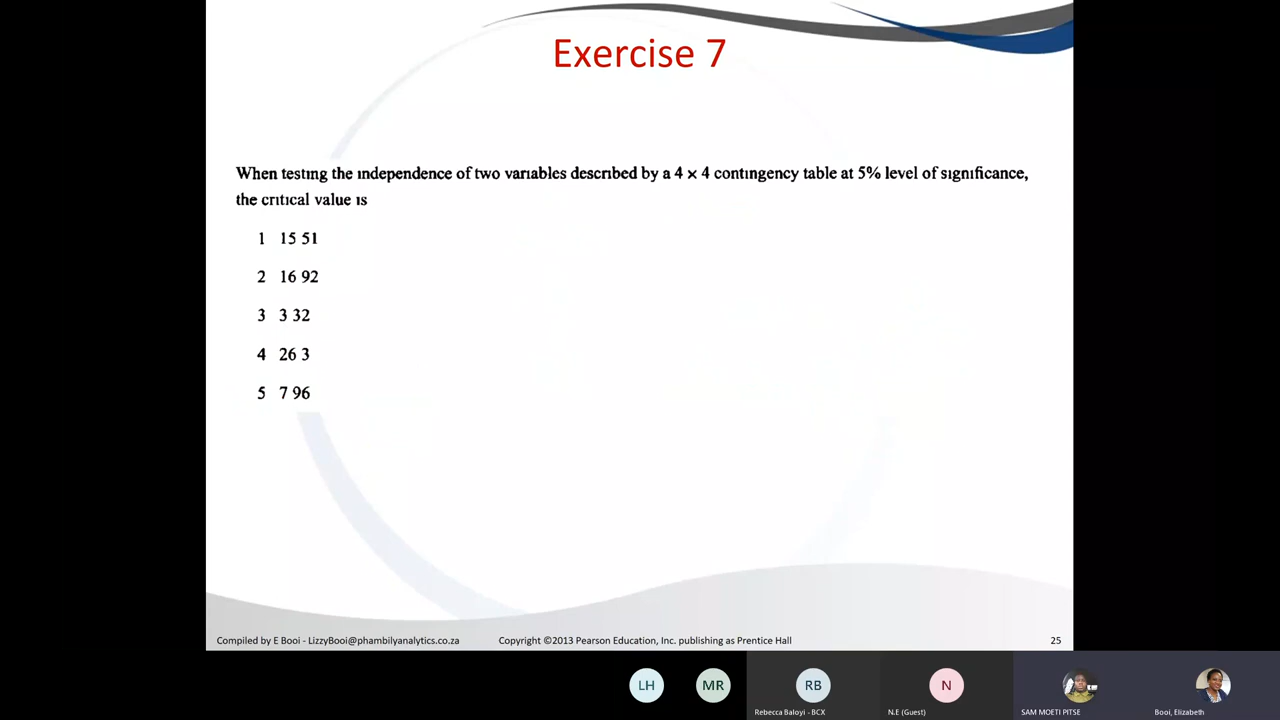 Exercise 7
When testing the independence of two variables described by a 4 × 4 contingency table at 5% level of significance,
the critical value is
1 15 51
2 16 92
3 3 32
4 26 3
5 7 96
Compiled by E Booi - LizzyBooi@phambilyanalytics.co.za Copyright ©2013 Pearson Education, Inc. publishing as Prentice Hall 25
LH MR RB N
Rebecca Baloyi - BCX N.E (Guest) SAM MOETI PITSE Booi, Elizabeth